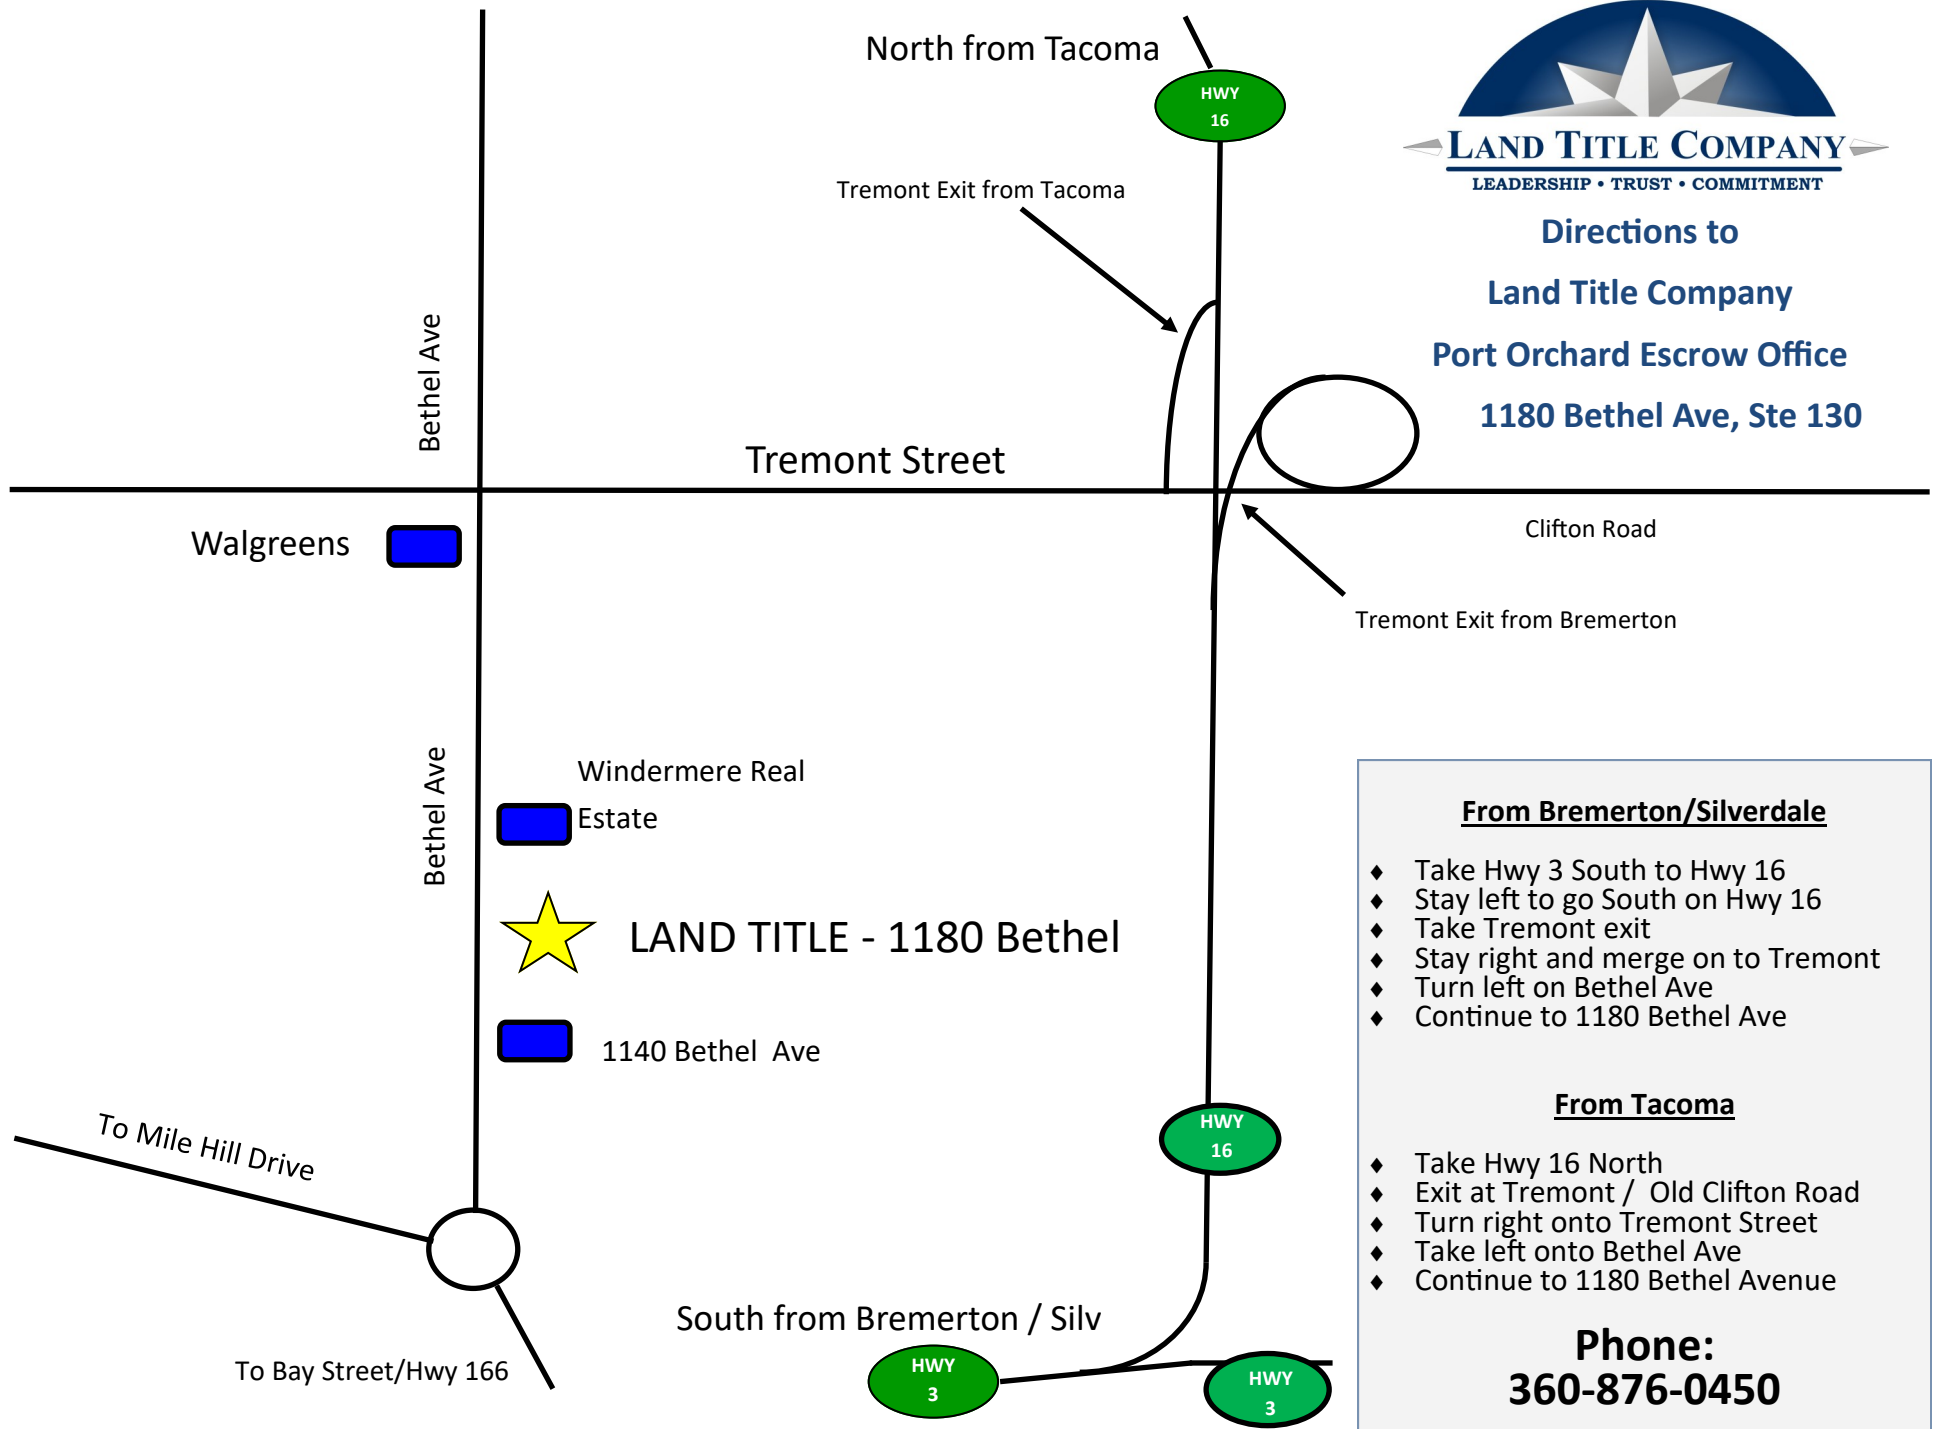 North from Tacoma
HWY
16
Tremont Exit from Tacoma
LAND TITLE COMPANY
LEADERSHIP • TRUST • COMMITMENT
Directions to
Land Title Company
Port Orchard Escrow Office
1180 Bethel Ave, Ste 130
Bethel Ave
Tremont Street
Walgreens
Clifton Road
Tremont Exit from Bremerton
Bethel Ave
Windermere Real
Estate
LAND TITLE - 1180 Bethel
1140 Bethel  Ave
To Mile Hill Drive
To Bay Street/Hwy 166
HWY
16
South from Bremerton / Silv
HWY
3
HWY
3
From Bremerton/Silverdale
♦ Take Hwy 3 South to Hwy 16
♦ Stay left to go South on Hwy 16
♦ Take Tremont exit
♦ Stay right and merge on to Tremont
♦ Turn left on Bethel Ave
♦ Continue to 1180 Bethel Ave
From Tacoma
♦ Take Hwy 16 North
♦ Exit at Tremont /  Old Clifton Road
♦ Turn right onto Tremont Street
♦ Take left onto Bethel Ave
♦ Continue to 1180 Bethel Avenue
Phone:
360-876-0450